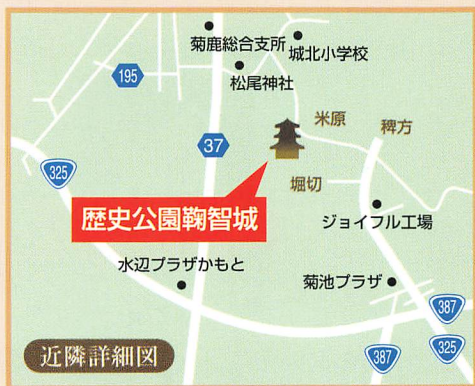 菊鹿総合支所
城北小学校
松尾神社
195
37
米原
稗方
325
堀切
歴史公園鞠智城
ジョイフル工場
水辺プラザかもと
菊池プラザ
387
近隣詳細図
387
325